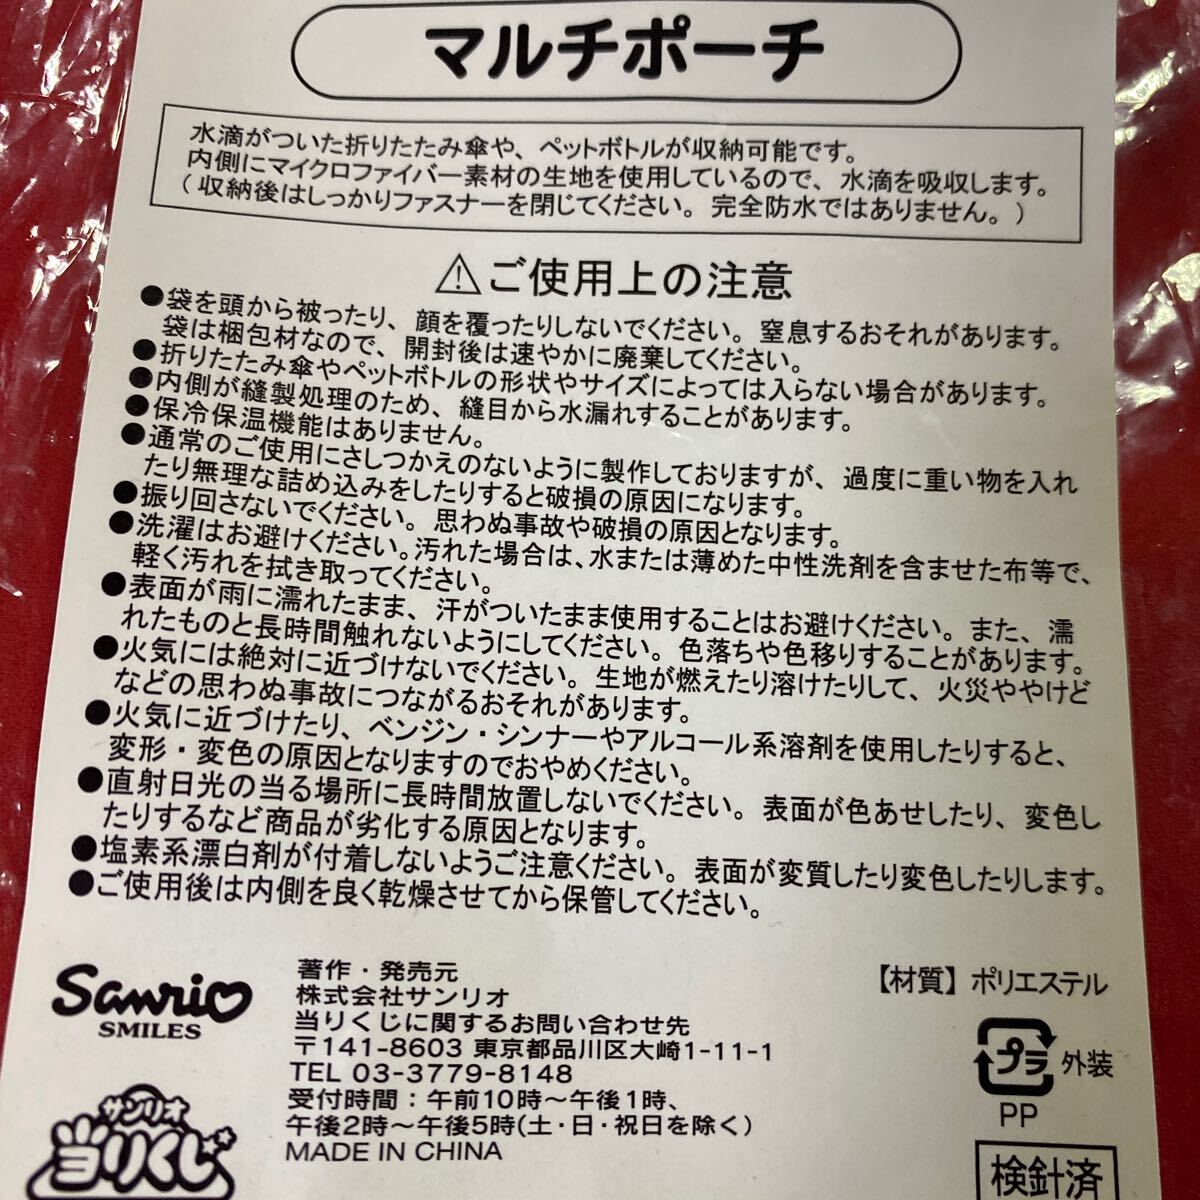 マルチポーチ
水滴がついた折りたたみ傘や、ペットボトルが収納可能です。
内側にマイクロファイバー素材の生地を使用しているので、水滴を吸収します。
（収納後はしっかりファスナーを閉じてください。完全防水ではありません。）
⚠ご使用上の注意
●袋を頭から被ったり、顔を覆ったりしないでください。窒息するおそれがあります。
袋は梱包材なので、開封後は速やかに廃棄してください。
●折りたたみ傘やペットボトルの形状やサイズによっては入らない場合があります。
●内側が縫製処理のため、縫目から水漏れすることがあります。
●保冷保温機能はありません。
●通常のご使用にさしつかえのないように製作しておりますが、過度に重い物を入れ
たり無理な詰め込みをしたりすると破損の原因になります。
●振り回さないでください。思わぬ事故や破損の原因となります。
●洗濯はお避けください。汚れた場合は、水または薄めた中性洗剤を含ませた布等で、
軽く汚れを拭き取ってください。
●表面が雨に濡れたまま、汗がついたまま使用することはお避けください。また、濡
れたものと長時間触れないようにしてください。色落ちや色移りすることがあります。
●火気には絶対に近づけないでください。生地が燃えたり溶けたりして、火災ややけど
などの思わぬ事故につながるおそれがあります。
●火気に近づけたり、ベンジン・シンナーやアルコール系溶剤を使用したりすると、
変形・変色の原因となりますのでおやめください。
●直射日光の当る場所に長時間放置しないでください。表面が色あせしたり、変色し
たりするなど商品が劣化する原因となります。
●塩素系漂白剤が付着しないようご注意ください。表面が変質したり変色したりします。
●ご使用後は内側を良く乾燥させてから保管してください。
Sanrio
SMILES
サンリオ
当りくじ
著作・発売元
株式会社サンリオ
当りくじに関するお問い合わせ先
〒141-8603 東京都品川区大崎1-11-1
TEL 03-3779-8148
受付時間：午前10時〜午後1時、
午後2時〜午後5時(土・日・祝日を除く)
MADE IN CHINA
【材質】ポリエステル
プラ 外装
PP
検針済